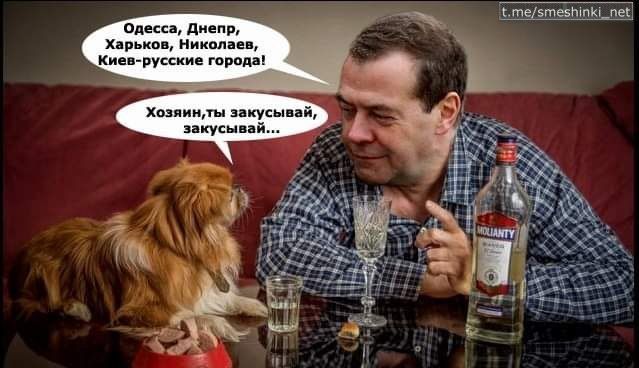 t.me/smeshinki_net
Одесса, Днепр,
Харьков, Николаев,
Киев-русские города!
Хозяин,ты закусывай,
закусывай...
MOLIANTY